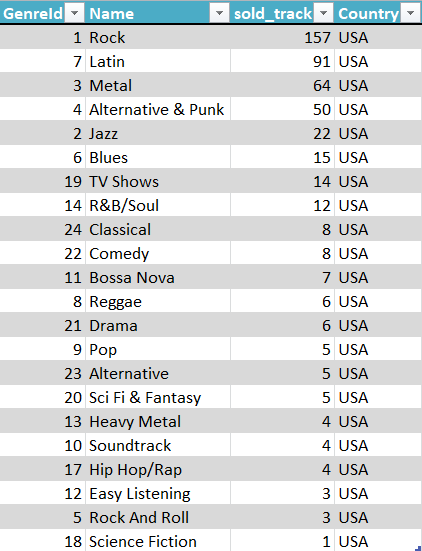 GenreId Name sold_track Country
1 Rock 157 USA
7 Latin 91 USA
3 Metal 64 USA
4 Alternative & Punk 50 USA
2 Jazz 22 USA
6 Blues 15 USA
19 TV Shows 14 USA
14 R&B/Soul 12 USA
24 Classical 8 USA
22 Comedy 8 USA
11 Bossa Nova 7 USA
8 Reggae 6 USA
21 Drama 6 USA
9 Pop 5 USA
23 Alternative 5 USA
20 Sci Fi & Fantasy 5 USA
13 Heavy Metal 4 USA
10 Soundtrack 4 USA
17 Hip Hop/Rap 4 USA
12 Easy Listening 3 USA
5 Rock And Roll 3 USA
18 Science Fiction 1 USA